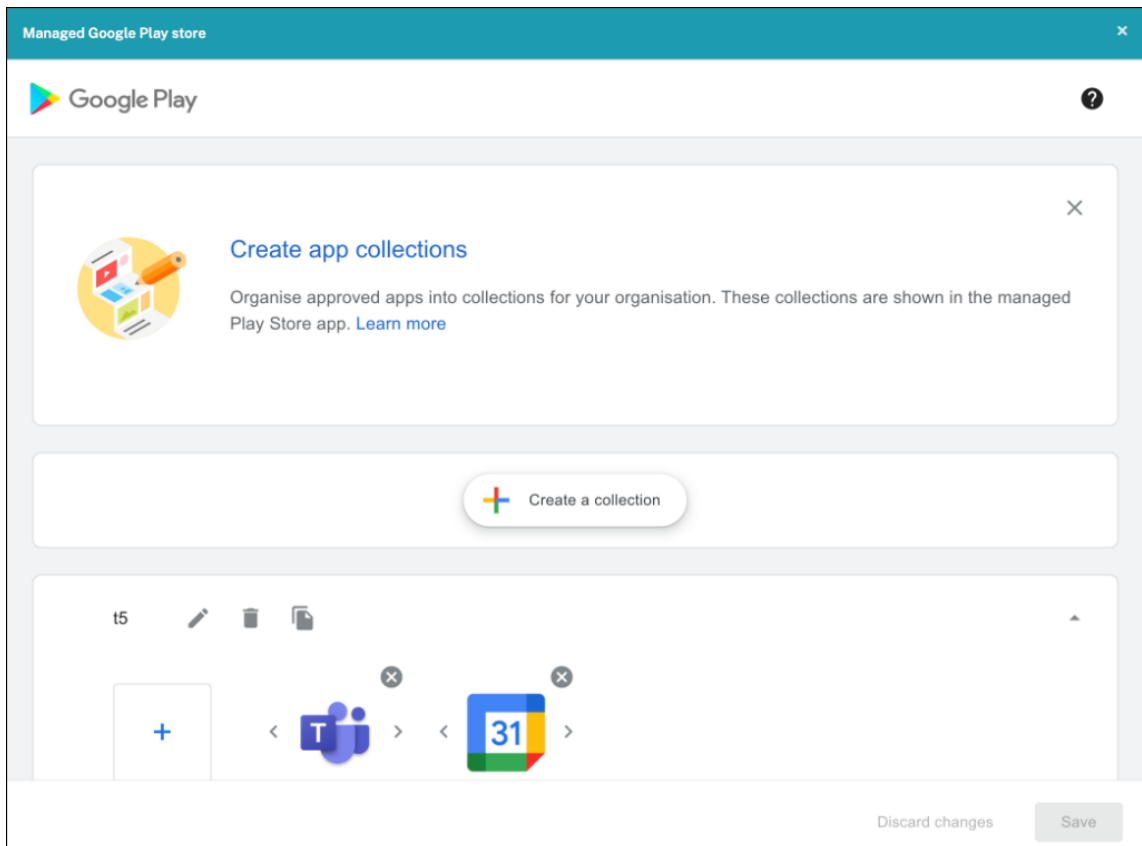 Managed Google Play store
Google Play
Create app collections
Organise approved apps into collections for your organisation. These collections are shown in the managed
Play Store app. Learn more
Create a collection
t5
T
31
Discard changes
Save